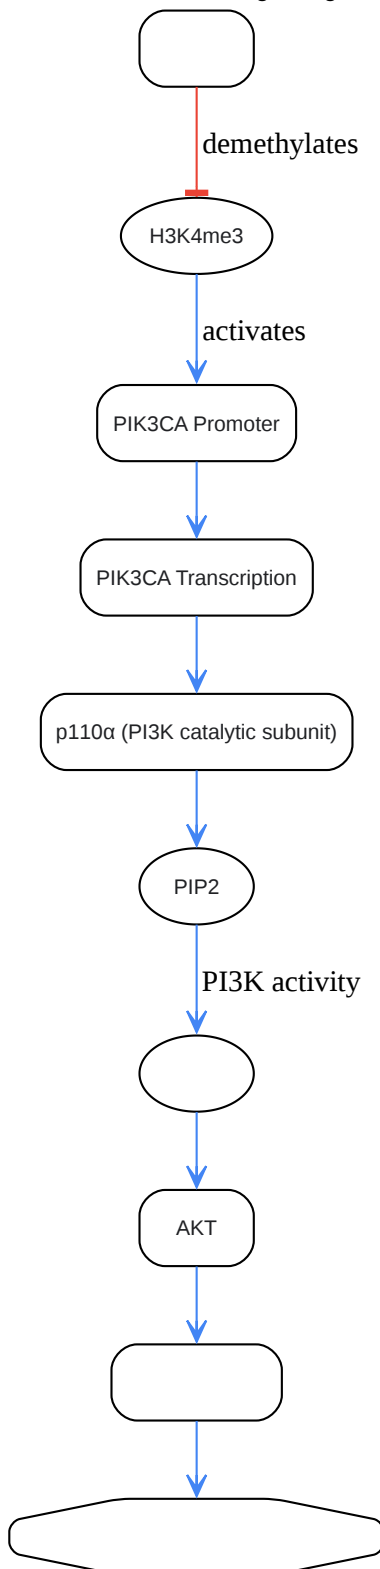 demethylates
H3K4me3
activates
PIK3CA Promoter
PIK3CA Transcription
p110α (PI3K catalytic subunit)
PIP2
PI3K activity
AKT